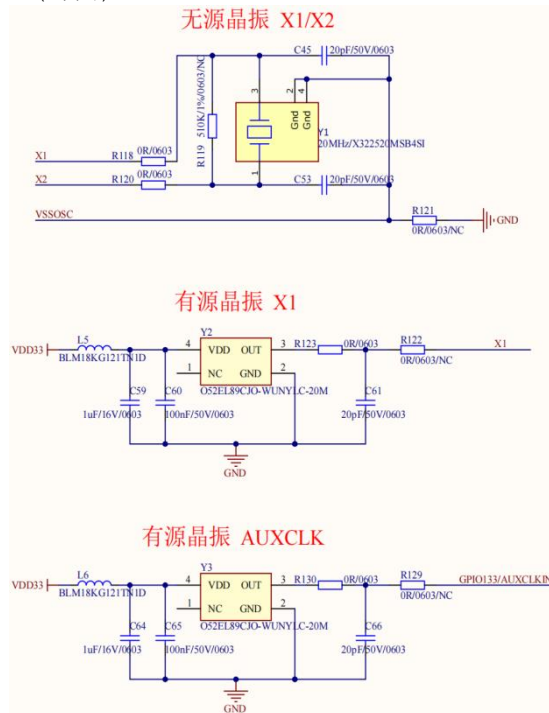 无源晶振 X1/X2
C45 20pF/50V/0603
510K/1%/0603/NC
R119
3
2
4
Gnd
Gnd
Y1
20MHz/X322520MSB4SI
1
X1
R118 0R/0603
X2
R120 0R/0603
C53 20pF/50V/0603
VSSOSC
R121
0R/0603/NC
GND
有源晶振 X1
VDD33
L5
BLM18KG121TN1D
Y2
4 VDD OUT 3
1 NC GND 2
O52EL89CJO-WUNYLC-20M
R123 0R/0603
R122
0R/0603/NC
X1
C59
1uF/16V/0603
C60
100nF/50V/0603
C61
20pF/50V/0603
GND
有源晶振 AUXCLK
VDD33
L6
BLM18KG121TN1D
Y3
4 VDD OUT 3
1 NC GND 2
O52EL89CJO-WUNYLC-20M
R130 0R/0603
R129
0R/0603/NC
GPIO133/AUXCLKIN
C64
1uF/16V/0603
C65
100nF/50V/0603
C66
20pF/50V/0603
GND